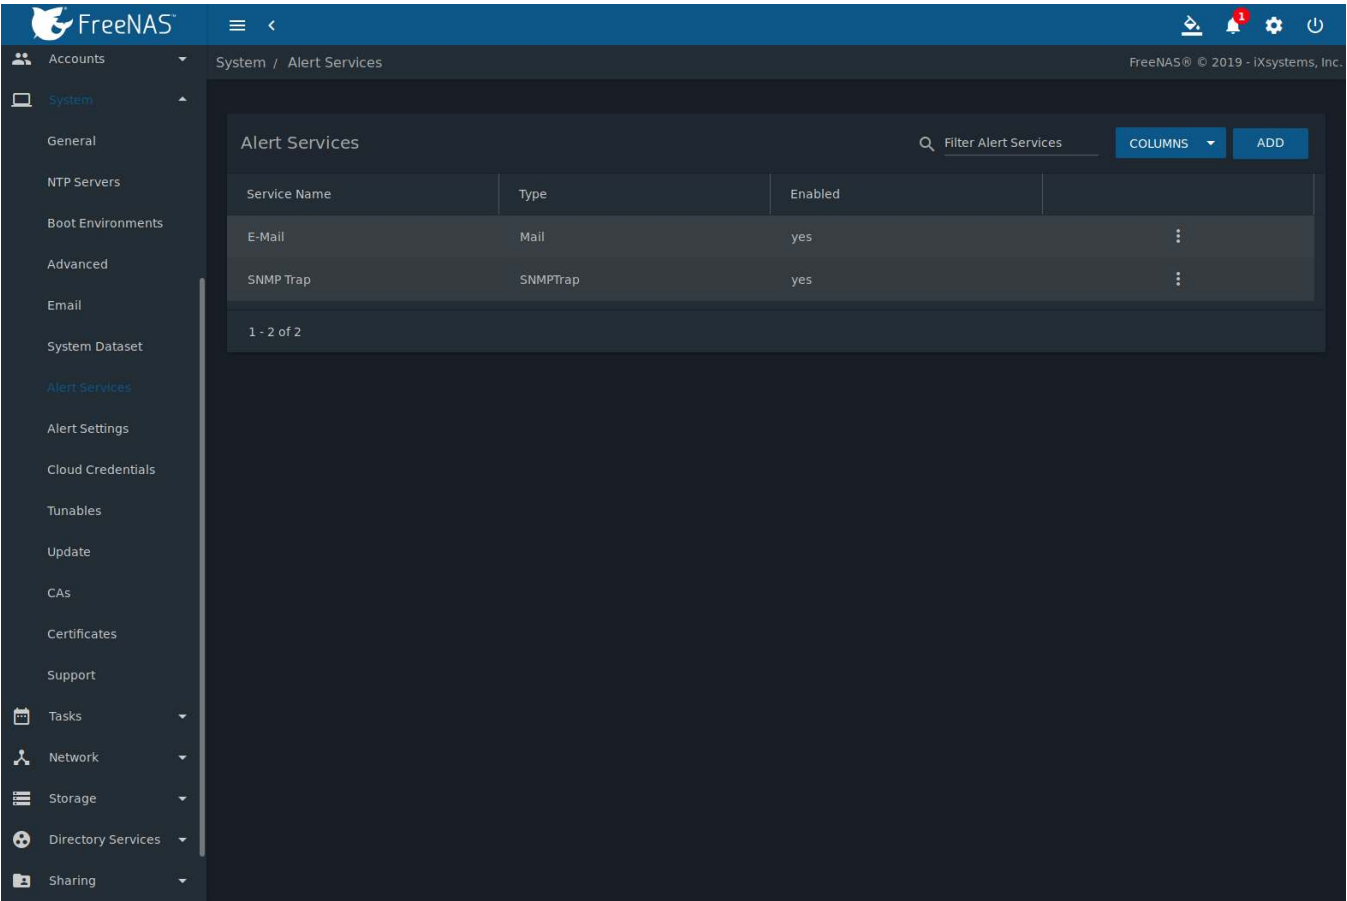 FreeNAS®
1
Accounts
System / Alert Services
FreeNAS® © 2019 - iXsystems, Inc.
System
General
Alert Services
Filter Alert Services
COLUMNS
ADD
NTP Servers
Service Name
Type
Enabled
Boot Environments
E-Mail
Mail
yes
Advanced
SNMP Trap
SNMPTrap
yes
Email
1 - 2 of 2
System Dataset
Alert Services
Alert Settings
Cloud Credentials
Tunables
Update
CAs
Certificates
Support
Tasks
Network
Storage
Directory Services
Sharing